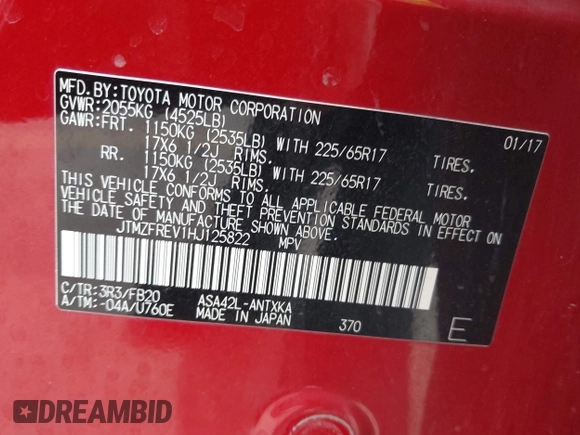 MFD.BY:TOYOTA MOTOR CORPORATION 01/17
GVWR:2055KG (4525LB)
GAWR:FRT. 1150KG (2535LB) WITH 225/65R17 TIRES.
17X6 1/2J RIMS.
RR. 1150KG (2535LB) WITH 225/65R17 TIRES.
17X6 1/2J RIMS.
THIS VEHICLE CONFORMS TO ALL APPLICABLE FEDERAL MOTOR
VEHICLE SAFETY AND THEFT PREVENTION STANDARDS IN EFFECT ON
THE DATE OF MANUFACTURE SHOWN ABOVE.
JTMZFREV1HJ125822 MPV
C/TR:3R3/FB20 ASA42L-ANTXKA
A/TM:-04A/U760E MADE IN JAPAN 370 E
DREAMBID